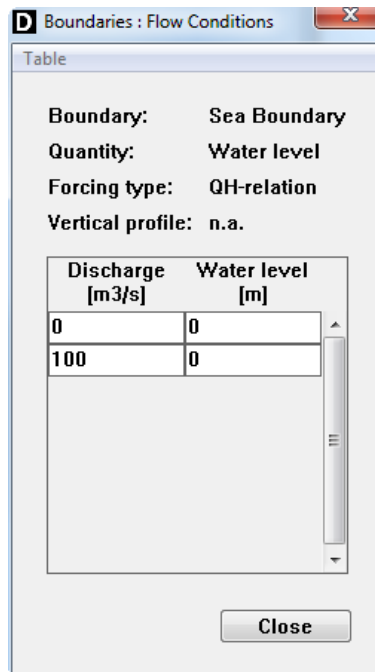 D Boundaries : Flow Conditions
Table
Boundary: Sea Boundary
Quantity: Water level
Forcing type: QH-relation
Vertical profile: n.a.
Discharge Water level
[m3/s] [m]
0 0
100 0
Close